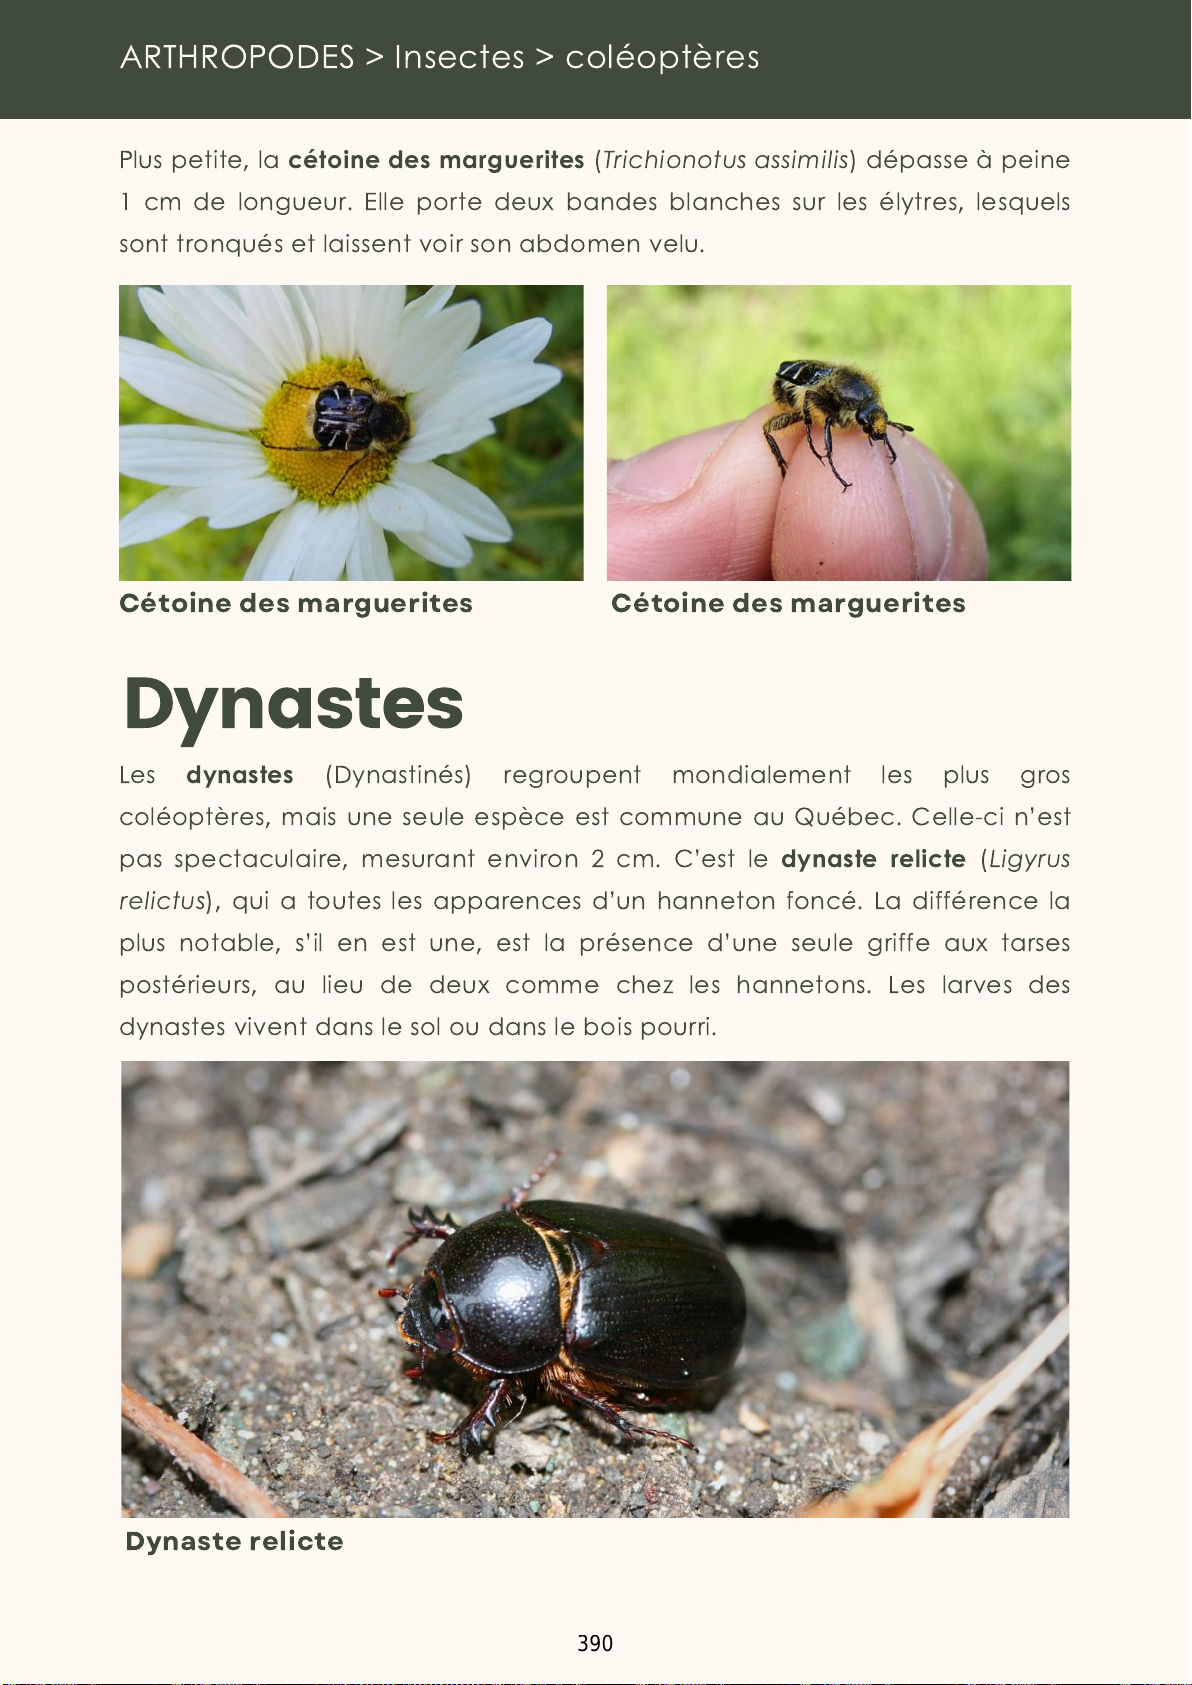 ARTHROPODES > Insectes > coléoptères
Plus petite, la cétoine des marguerites (Trichionotus assimilis) dépasse à peine
1 cm de longueur. Elle porte deux bandes blanches sur les élytres, lesquels
sont tronqués et laissent voir son abdomen velu.
Cétoine des marguerites
Cétoine des marguerites
Dynastes
Les dynastes (Dynastinés) regroupent mondialement les plus gros
coléoptères, mais une seule espèce est commune au Québec. Celle-ci n’est
pas spectaculaire, mesurant environ 2 cm. C’est le dynaste relicte (Ligyrus
relictus), qui a toutes les apparences d’un hanneton foncé. La différence la
plus notable, s’il en est une, est la présence d’une seule griffe aux tarses
postérieurs, au lieu de deux comme chez les hannetons. Les larves des
dynastes vivent dans le sol ou dans le bois pourri.
Dynaste relicte
390